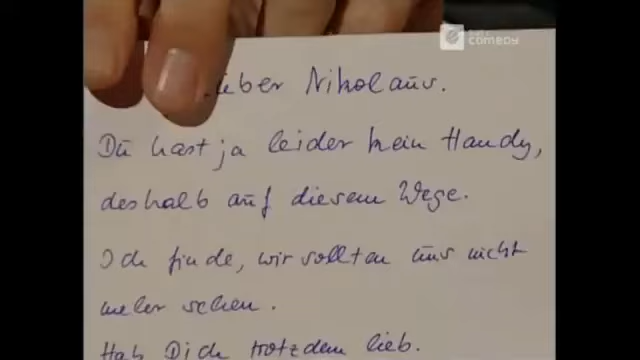 comedy
lieber Nikolaus.
Du hast ja leider kein Handy,
deshalb auf diesem Wege.
Ich finde, wir sollten uns nicht
mehr sehen.
Hab Dich trotzdem lieb.